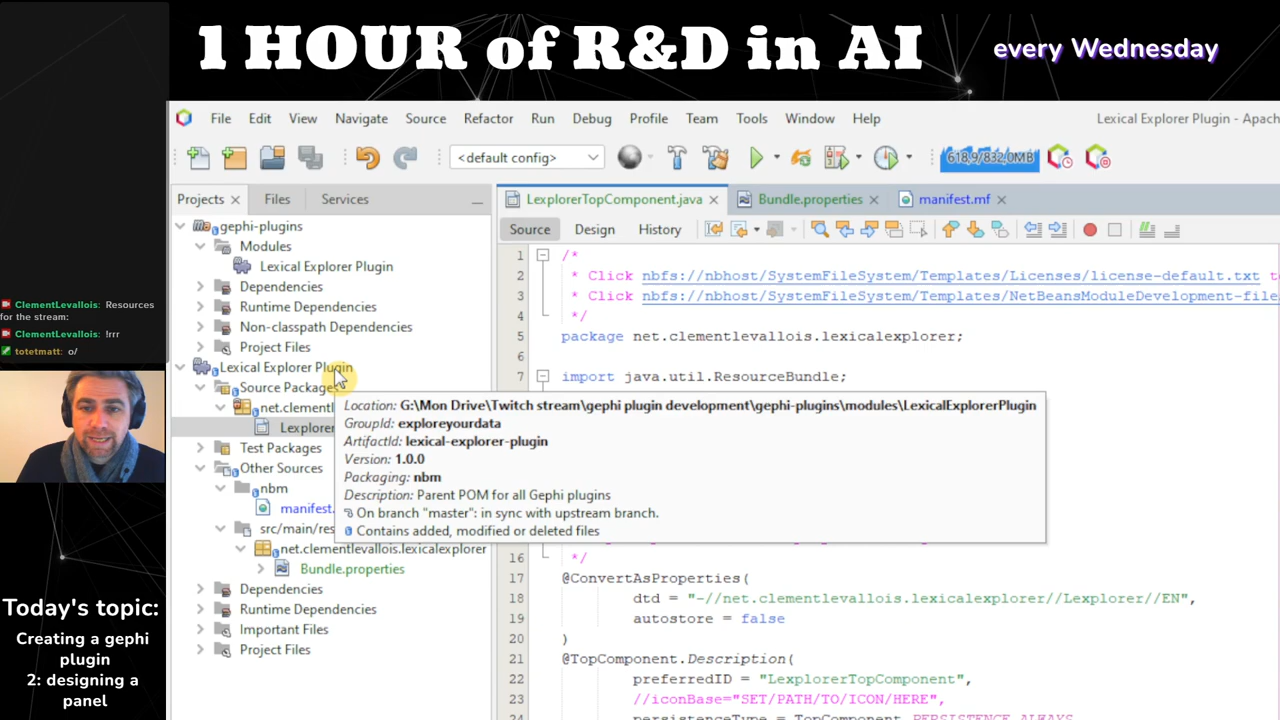 1 HOUR of R&D in AI
every Wednesday
File Edit View Navigate Source Refactor Run Debug Profile Team Tools Window Help
Lexical Explorer Plugin - Apach
<default config>
618,9/832,0MB
Projects Files Services
LexplorerTopComponent.java Bundle.properties manifest.mf
Source Design History
gephi-plugins
Modules
Lexical Explorer Plugin
Dependencies
Runtime Dependencies
Non-classpath Dependencies
Project Files
Lexical Explorer Plugin
Source Packages
net.clementl
Lexplorer
Test Packages
Other Sources
nbm
manifest.
src/main/res
net.clementlevallois.lexicalexplorer
Bundle.properties
Dependencies
Runtime Dependencies
Important Files
Project Files
1 /*
2 * Click nbfs://nbhost/SystemFileSystem/Templates/Licenses/license-default.txt to
3 * Click nbfs://nbhost/SystemFileSystem/Templates/NetBeansModuleDevelopment-file
4 */
5 package net.clementlevallois.lexicalexplorer;
6
7 import java.util.ResourceBundle;
Location: G:\Mon Drive\Twitch stream\gephi plugin development\gephi-plugins\modules\LexicalExplorerPlugin
GroupId: exploreyourdata
ArtifactId: lexical-explorer-plugin
Version: 1.0.0
Packaging: nbm
Description: Parent POM for all Gephi plugins
On branch "master": in sync with upstream branch.
Contains added, modified or deleted files
16 */
17 @ConvertAsProperties(
18 dtd = "-//net.clementlevallois.lexicalexplorer//Lexplorer//EN",
19 autostore = false
20 )
21 @TopComponent.Description(
22 preferredID = "LexplorerTopComponent",
23 //iconBase="SET/PATH/TO/ICON/HERE",
24 persistenceType = TopComponent.PERSISTENCE_ALWAYS
ClementLevallois: Resources
for the stream:
ClementLevallois: !rrr
totetmatt: o/
Today's topic:
Creating a gephi
plugin
2: designing a
panel